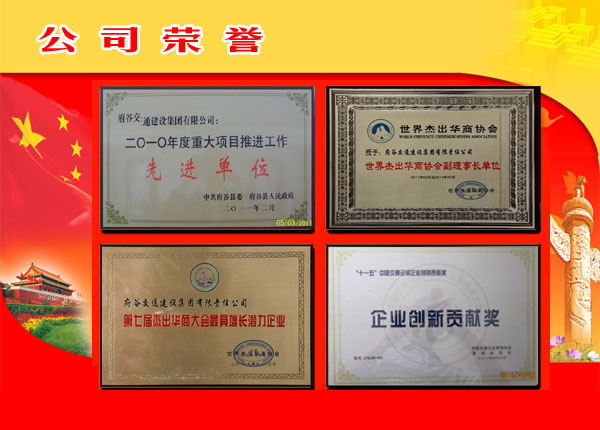 公司荣誉
府谷交通建设集团有限公司：
二〇一〇年度重大项目推进工作
先进单位
中共府谷县委 府谷县人民政府
二〇一一年二月
05/03/2011
世界杰出华商协会
WORLD EMINENCE CHINESE BUSINESS ASSOCIATION
授予：府谷交通建设集团有限责任公司
世界杰出华商协会副理事长单位
世界杰出华商协会
府谷交通建设集团有限责任公司
第七届杰出华商大会最具增长潜力企业
世界杰出华商协会
"十一五"中国交通运输企业创新贡献奖
企业创新贡献奖